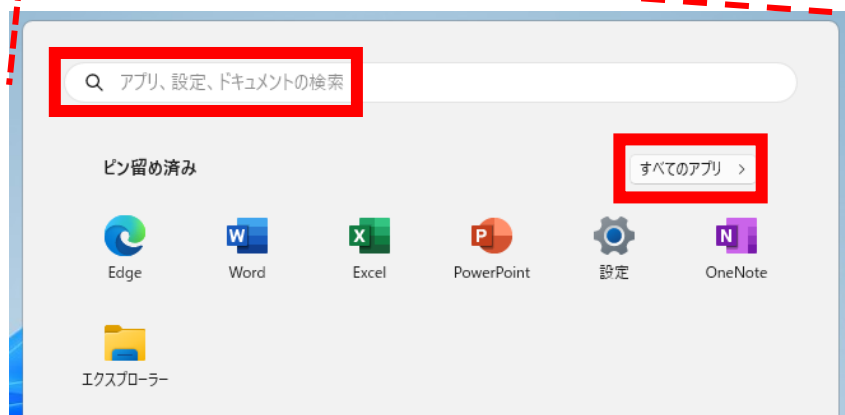 アプリ、設定、ドキュメントの検索
ピン留め済み
すべてのアプリ >
Edge
Word
Excel
PowerPoint
設定
OneNote
エクスプローラー